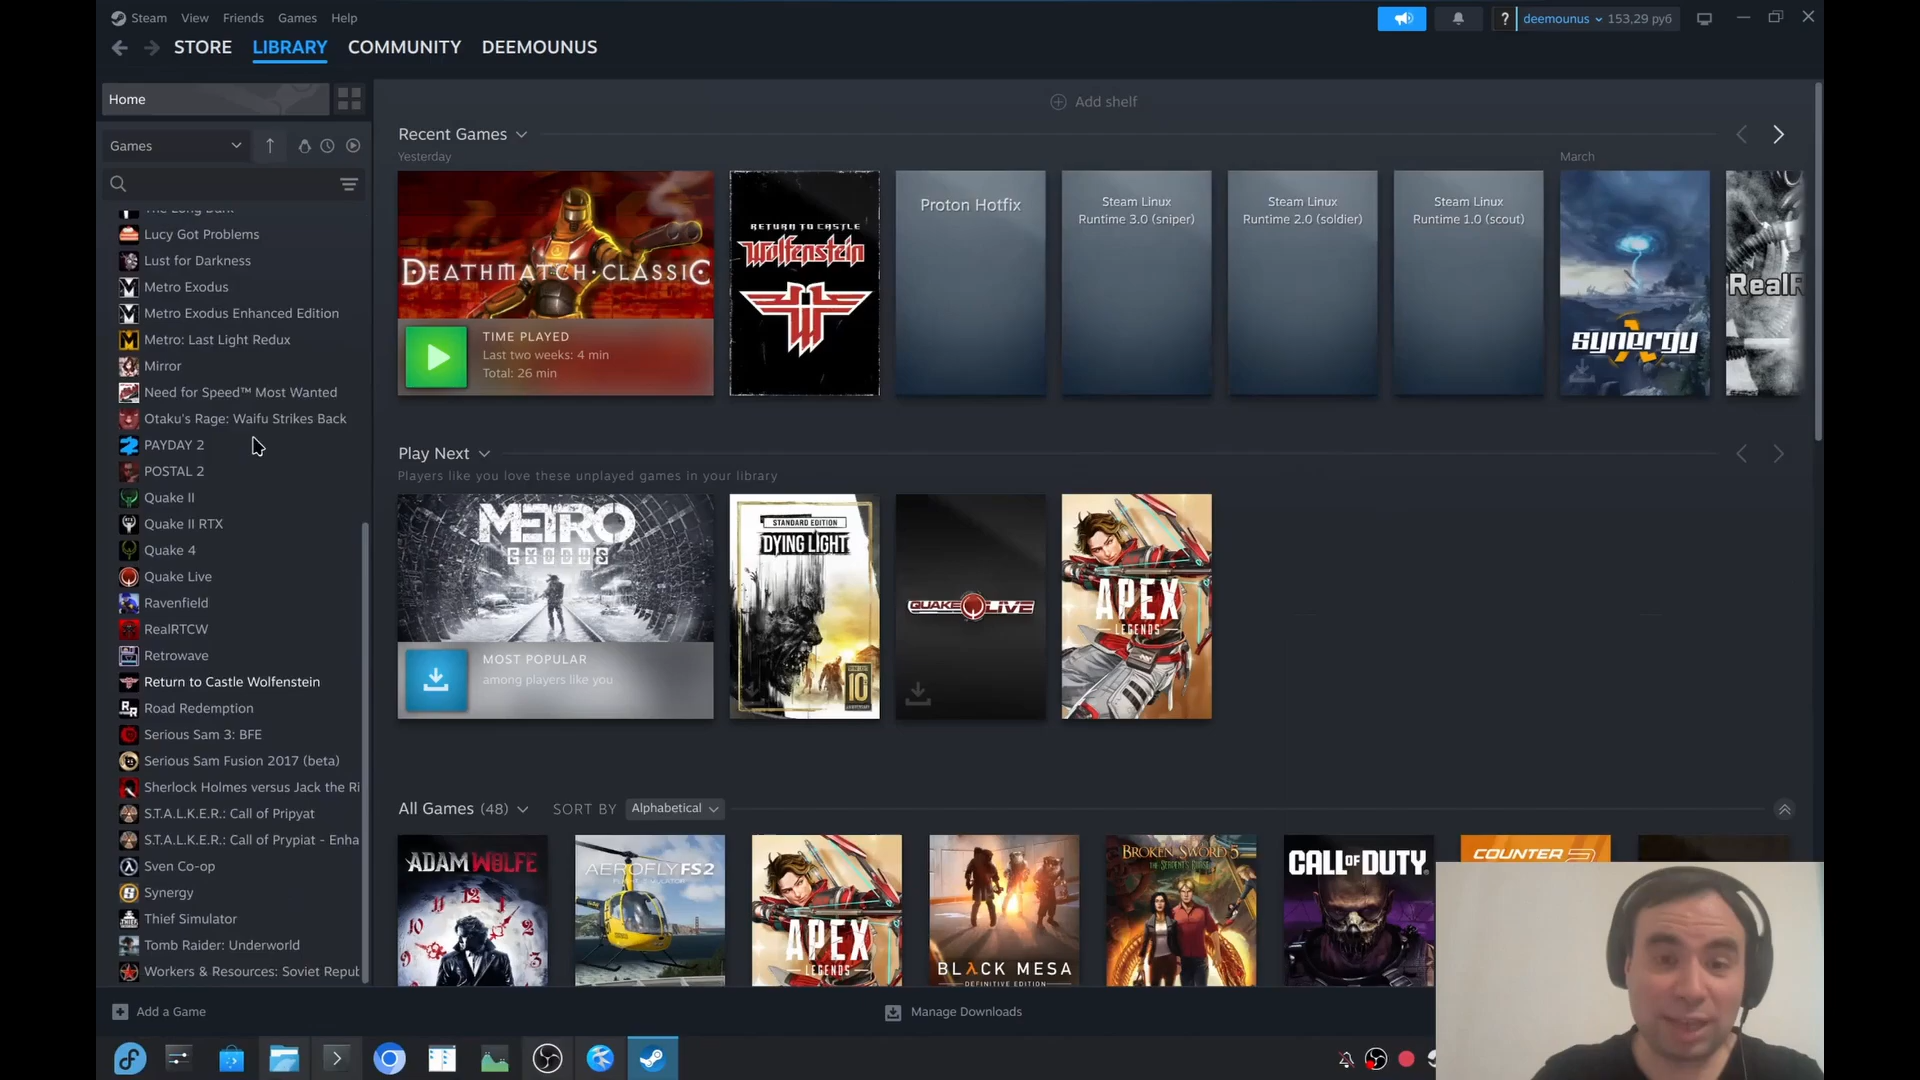 Steam View Friends Games Help
? deemounus 153,29 руб
STORE LIBRARY COMMUNITY DEEMOUNUS
Home
Add shelf
Games
Recent Games
Yesterday
March
DEATHMATCH·CLASSIC
TIME PLAYED
Last two weeks: 4 min
Total: 26 min
RETURN TO CASTLE
Wolfenstein
Proton Hotfix
Steam Linux
Runtime 3.0 (sniper)
Steam Linux
Runtime 2.0 (soldier)
Steam Linux
Runtime 1.0 (scout)
synergy
The Long Dark
Lucy Got Problems
Lust for Darkness
Metro Exodus
Metro Exodus Enhanced Edition
Metro: Last Light Redux
Mirror
Need for Speed™ Most Wanted
Otaku's Rage: Waifu Strikes Back
PAYDAY 2
POSTAL 2
Quake II
Quake II RTX
Quake 4
Quake Live
Ravenfield
RealRTCW
Retrowave
Return to Castle Wolfenstein
Road Redemption
Serious Sam 3: BFE
Serious Sam Fusion 2017 (beta)
Sherlock Holmes versus Jack the Ri
S.T.A.L.K.E.R.: Call of Pripyat
S.T.A.L.K.E.R.: Call of Prypiat - Enha
Sven Co-op
Synergy
Thief Simulator
Tomb Raider: Underworld
Workers & Resources: Soviet Repub
Play Next
Players like you love these unplayed games in your library
METRO
EXODUS
MOST POPULAR
among players like you
STANDARD EDITION
DYING LIGHT
10
QUAKE LIVE
APEX
LEGENDS
All Games (48) SORT BY Alphabetical
ADAM WOLFE
AEROFLY FS2
FLIGHT SIMULATOR
APEX
BLACK MESA
DEFINITIVE EDITION
BROKEN SWORD 5
THE SERPENT'S CURSE
CALL OF DUTY
COUNTER
Add a Game
Manage Downloads